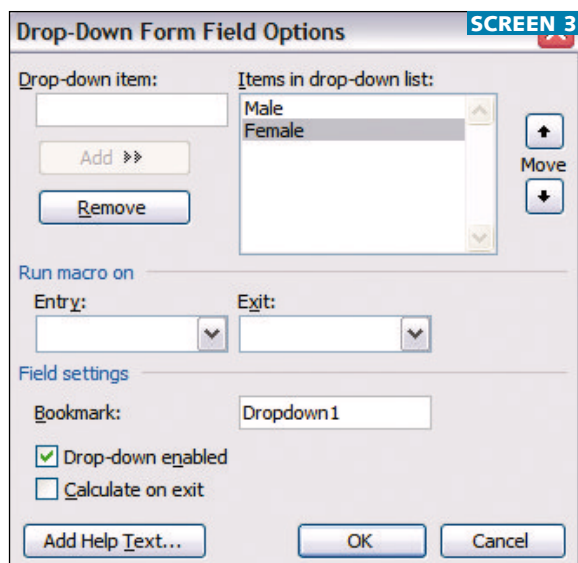 Drop-Down Form Field Options
SCREEN 3
Drop-down item:
Items in drop-down list:
Male
Female
Add
Move
Remove
Run macro on
Entry:
Exit:
Field settings
Bookmark:
Dropdown1
Drop-down enabled
Calculate on exit
Add Help Text...
OK
Cancel